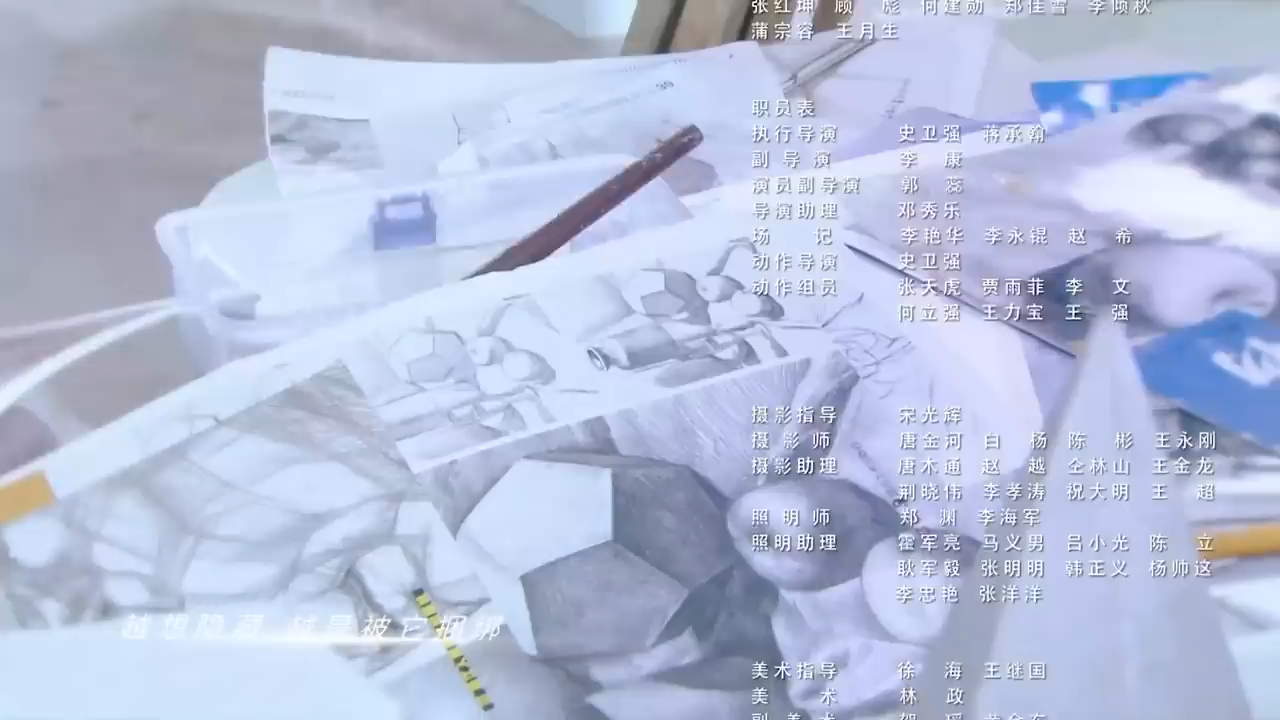 张红坤 顾 彪 何建勋 郑佳雪 李倾秋
蒲宗容 王月生
职员表
执行导演 史卫强 蒋承翰
副导演 李 康
演员副导演 郭 蕊
导演助理 邓秀乐
场 记 李艳华 李永锟 赵 希
动作导演 史卫强
动作组员 张天虎 贾雨菲 李 文
何立强 王力宝 王 强
摄影指导 宋光辉
摄影师 唐金河 白 杨 陈 彬 王永刚
摄影助理 唐木通 赵 越 仝林山 王金龙
荆晓伟 李孝涛 祝大明 王 超
照明师 郑 渊 李海军
照明助理 霍军亮 马义男 吕小光 陈 立
耿军毅 张明明 韩正义 杨帅这
李忠艳 张洋洋
越想隐藏 越是被它捆绑
美术指导 徐 海 王继国
美 术 林 政
副美术